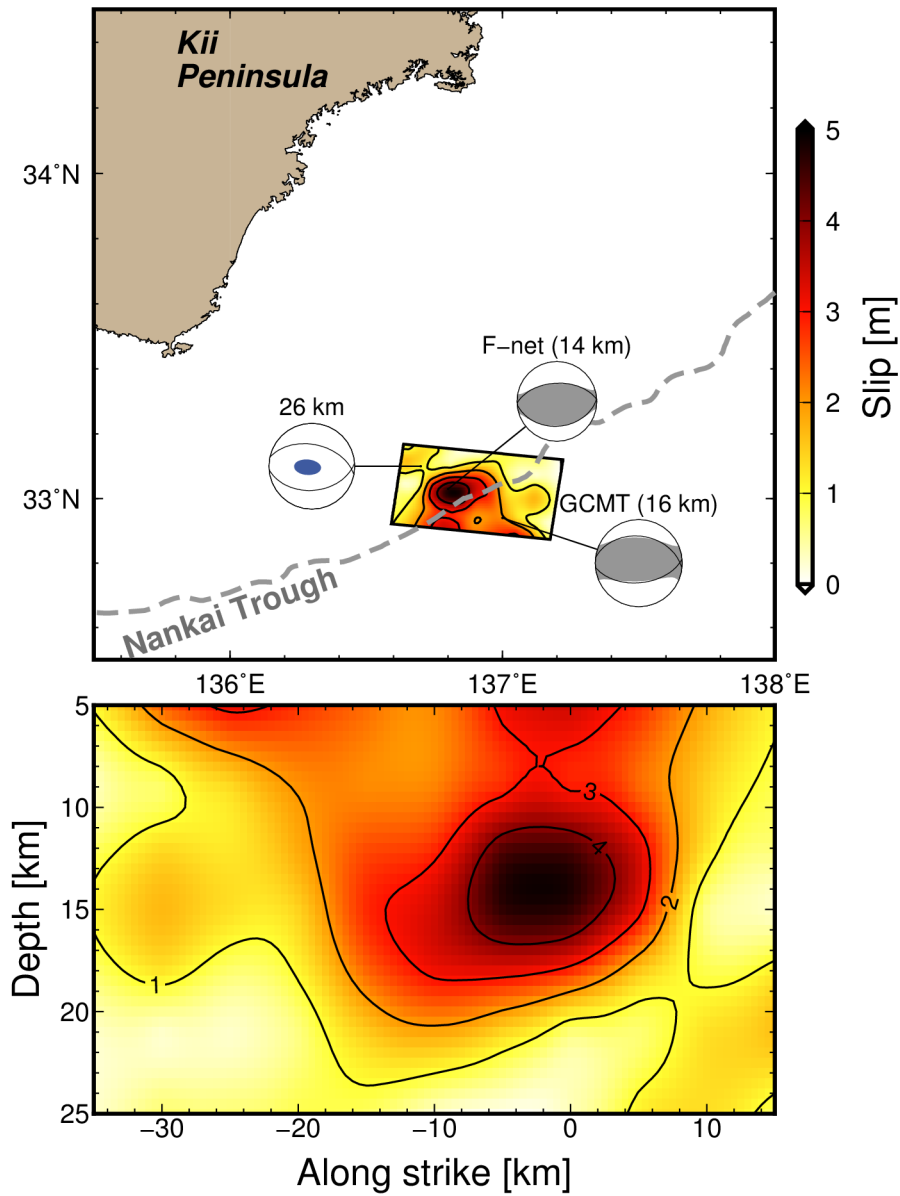 Kii
Peninsula
34˚N
33˚N
F−net (14 km)
26 km
GCMT (16 km)
Nankai Trough
136˚E
137˚E
138˚E
5
4
3
2
1
0
Slip [m]
5
10
15
20
25
3
4
2
1
−30
−20
−10
0
10
Depth [km]
Along strike [km]